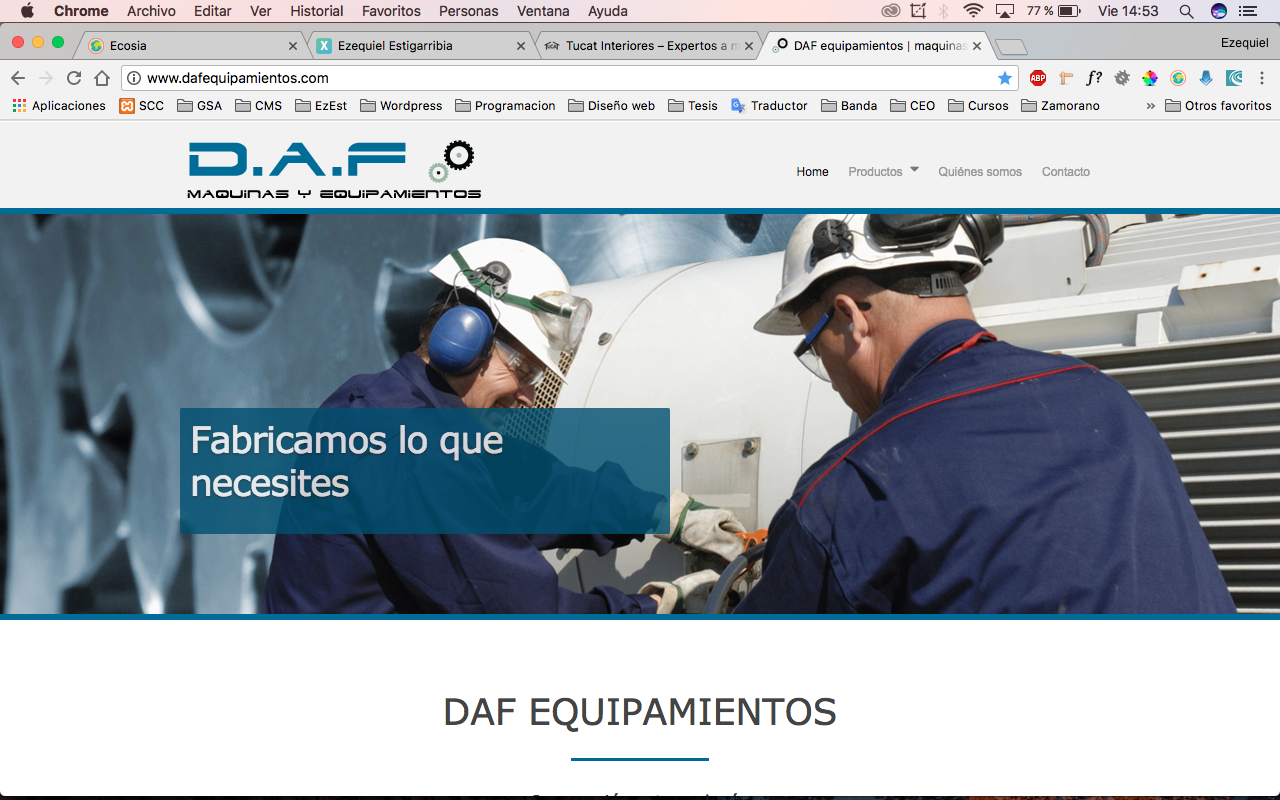 Chrome Archivo Editar Ver Historial Favoritos Personas Ventana Ayuda 77 % Vie 14:53
Ecosia Ezequiel Estigarribia Tucat Interiores – Expertos a DAF equipamientos | maquinas Ezequiel
www.dafequipamientos.com ABP f?
Aplicaciones SCC GSA CMS EzEst Wordpress Programacion Diseño web Tesis Traductor Banda CEO Cursos Zamorano » Otros favoritos
D.A.F
MAQUINAS Y EQUIPAMIENTOS
Home Productos Quiénes somos Contacto
Fabricamos lo que
necesites
DAF EQUIPAMIENTOS